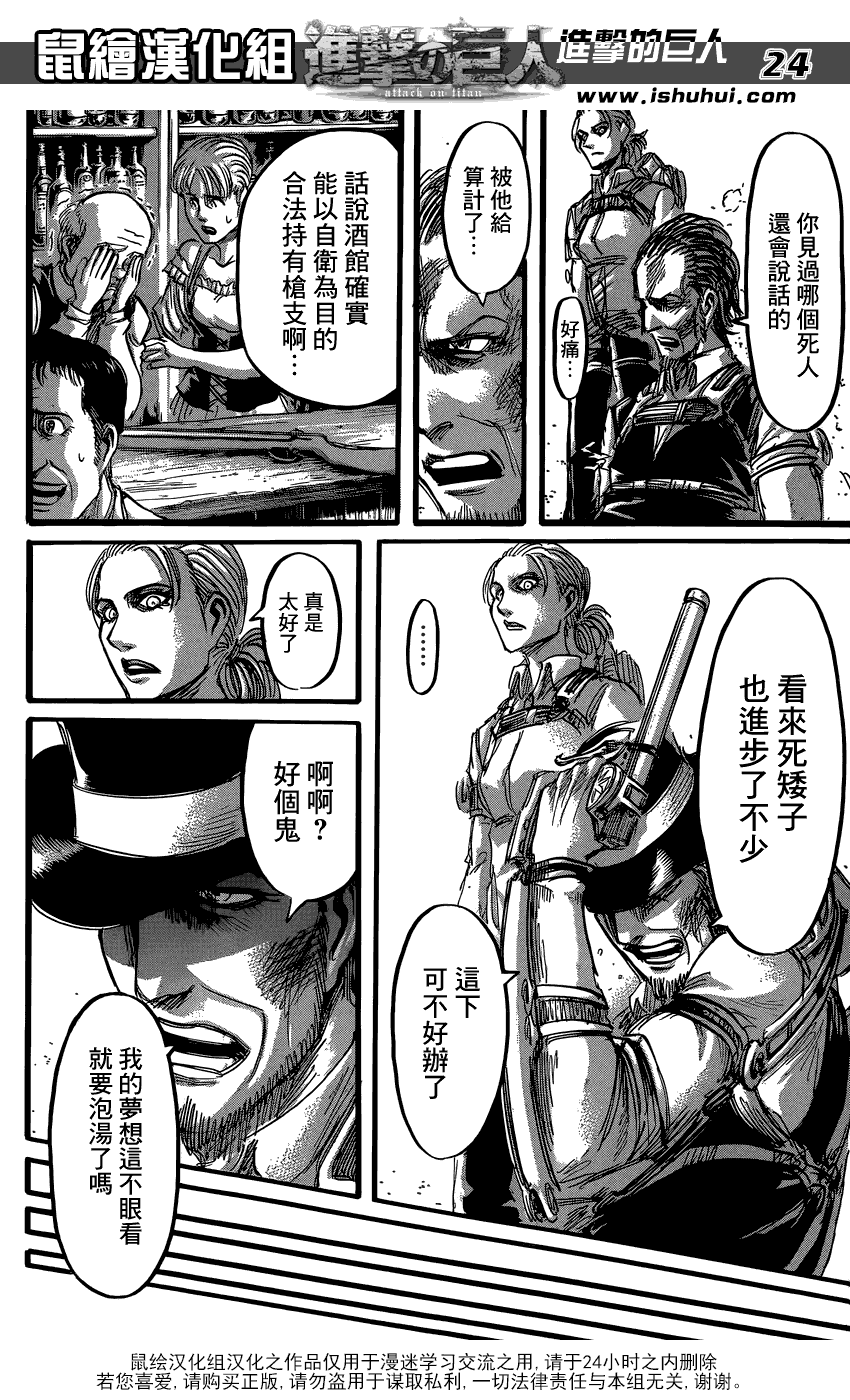 鼠繪漢化組
進撃の巨人
attack on titan
進擊的巨人
24
www.ishuhui.com
你見過哪個死人
還會說話的
好痛…
被他給
算計了…
話說酒館確實
能以自衛為目的
合法持有槍支啊…
看來死矮子
也進步了不少
……
這下
可不好辦了
真是
太好了
啊啊?
好個鬼
我的夢想這不眼看
就要泡湯了嗎
鼠绘汉化组汉化之作品仅用于漫迷学习交流之用, 请于24小时之内删除
若您喜爱, 请购买正版, 请勿盗用于谋取私利, 一切法律责任与本组无关, 谢谢。